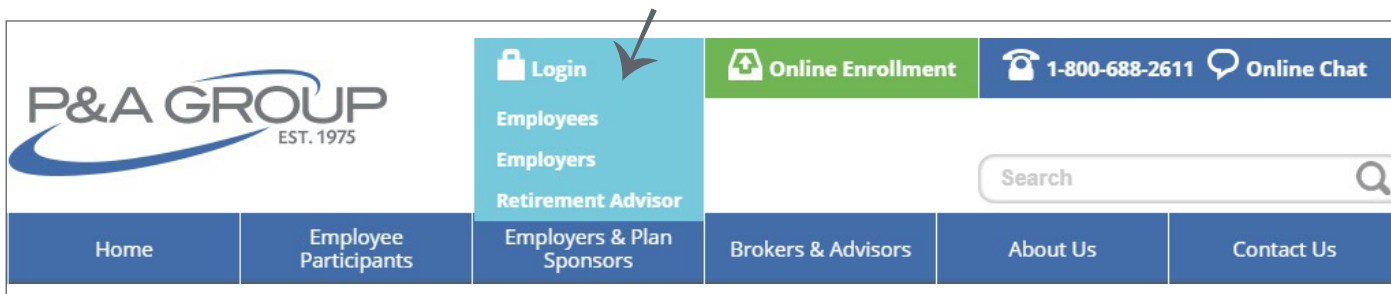 P&A GROUP
EST. 1975
Login
Employees
Employers
Retirement Advisor
Online Enrollment
1-800-688-2611 Online Chat
Search
Home
Employee
Participants
Employers & Plan
Sponsors
Brokers & Advisors
About Us
Contact Us